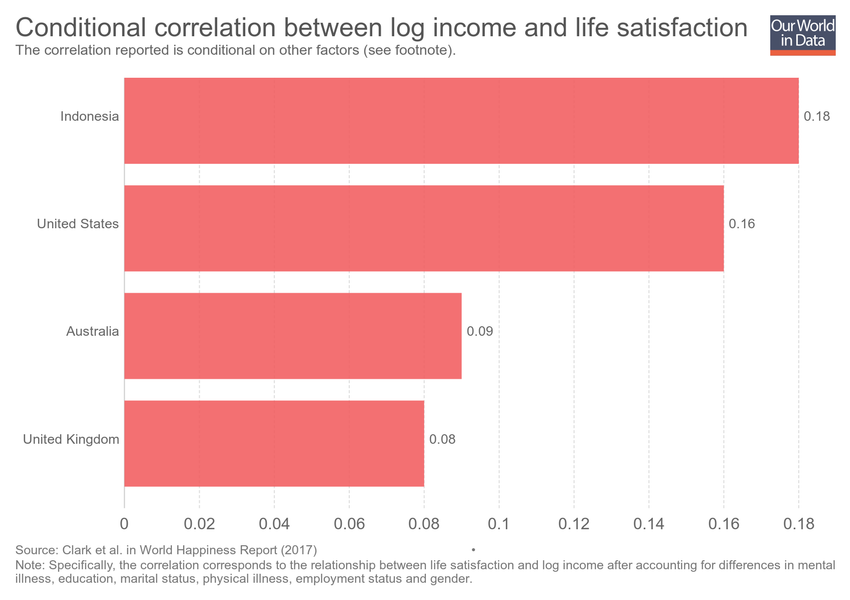 Conditional correlation between log income and life satisfaction
Our World
in Data
The correlation reported is conditional on other factors (see footnote).
Indonesia
0.18
United States
0.16
Australia
0.09
United Kingdom
0.08
0 0.02 0.04 0.06 0.08 0.1 0.12 0.14 0.16 0.18
Source: Clark et al. in World Happiness Report (2017)
•
Note: Specifically, the correlation corresponds to the relationship between life satisfaction and log income after accounting for differences in mental
illness, education, marital status, physical illness, employment status and gender.